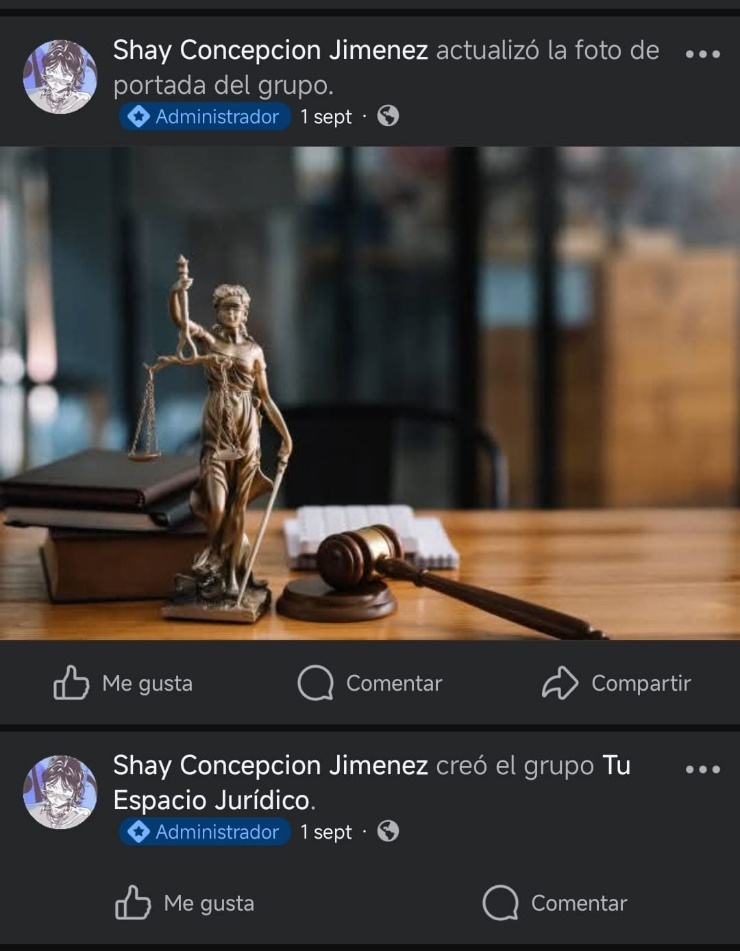 Shay Concepcion Jimenez actualizó la foto de
portada del grupo.
Administrador 1 sept ·
Me gusta Comentar Compartir
Shay Concepcion Jimenez creó el grupo Tu
Espacio Jurídico.
Administrador 1 sept ·
Me gusta Comentar